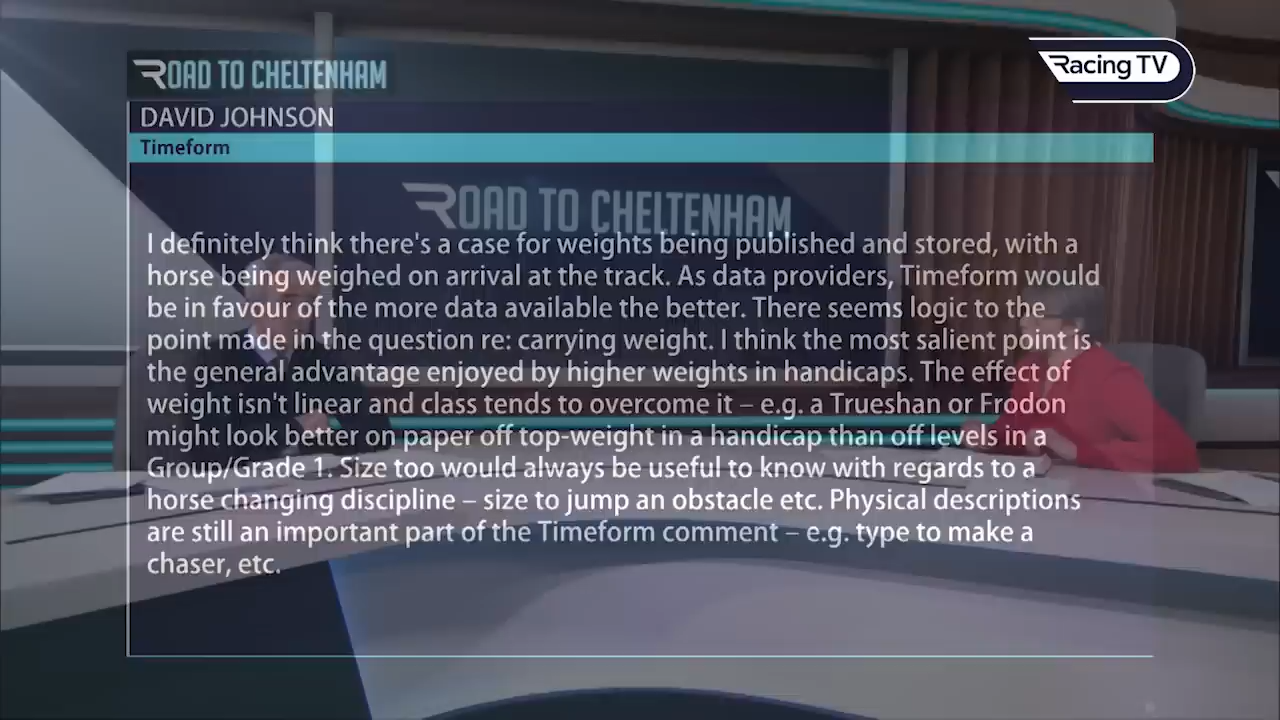 ROAD TO CHELTENHAM
Racing TV
DAVID JOHNSON
Timeform
ROAD TO CHELTENHAM
I definitely think there's a case for weights being published and stored, with a
horse being weighed on arrival at the track. As data providers, Timeform would
be in favour of the more data available the better. There seems logic to the
point made in the question re: carrying weight. I think the most salient point is
the general advantage enjoyed by higher weights in handicaps. The effect of
weight isn't linear and class tends to overcome it – e.g. a Trueshan or Frodon
might look better on paper off top-weight in a handicap than off levels in a
Group/Grade 1. Size too would always be useful to know with regards to a
horse changing discipline – size to jump an obstacle etc. Physical descriptions
are still an important part of the Timeform comment – e.g. type to make a
chaser, etc.